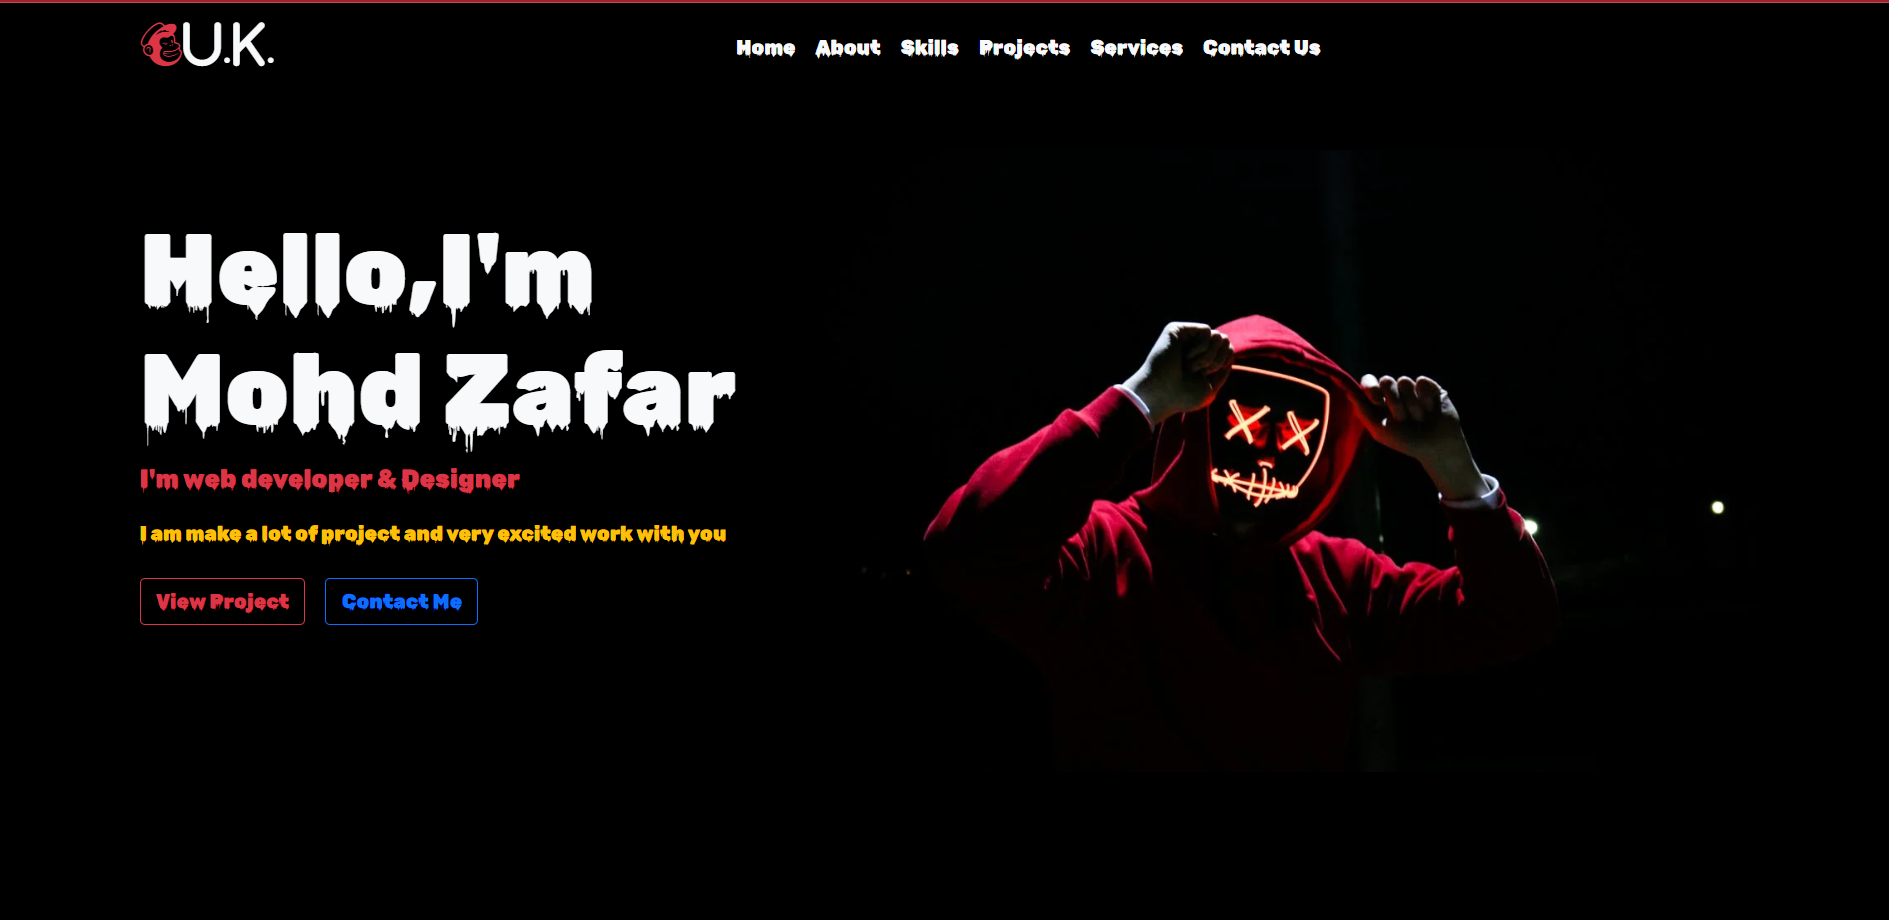 U.K.
Home About Skills Projects Services Contact Us
Hello,I'm
Mohd Zafar
I'm web developer & Designer
I am make a lot of project and very excited work with you
View Project Contact Me